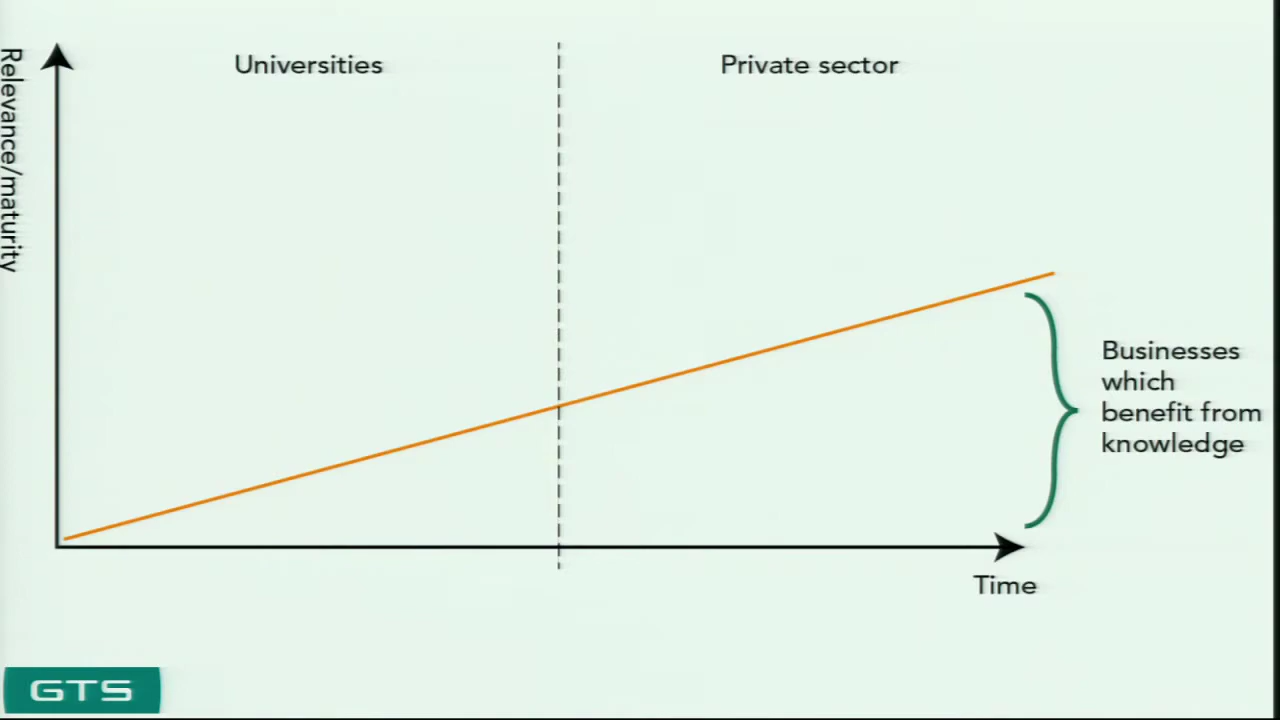 Relevance/maturity
Universities
Private sector
Businesses
which
benefit from
knowledge
Time
GTS